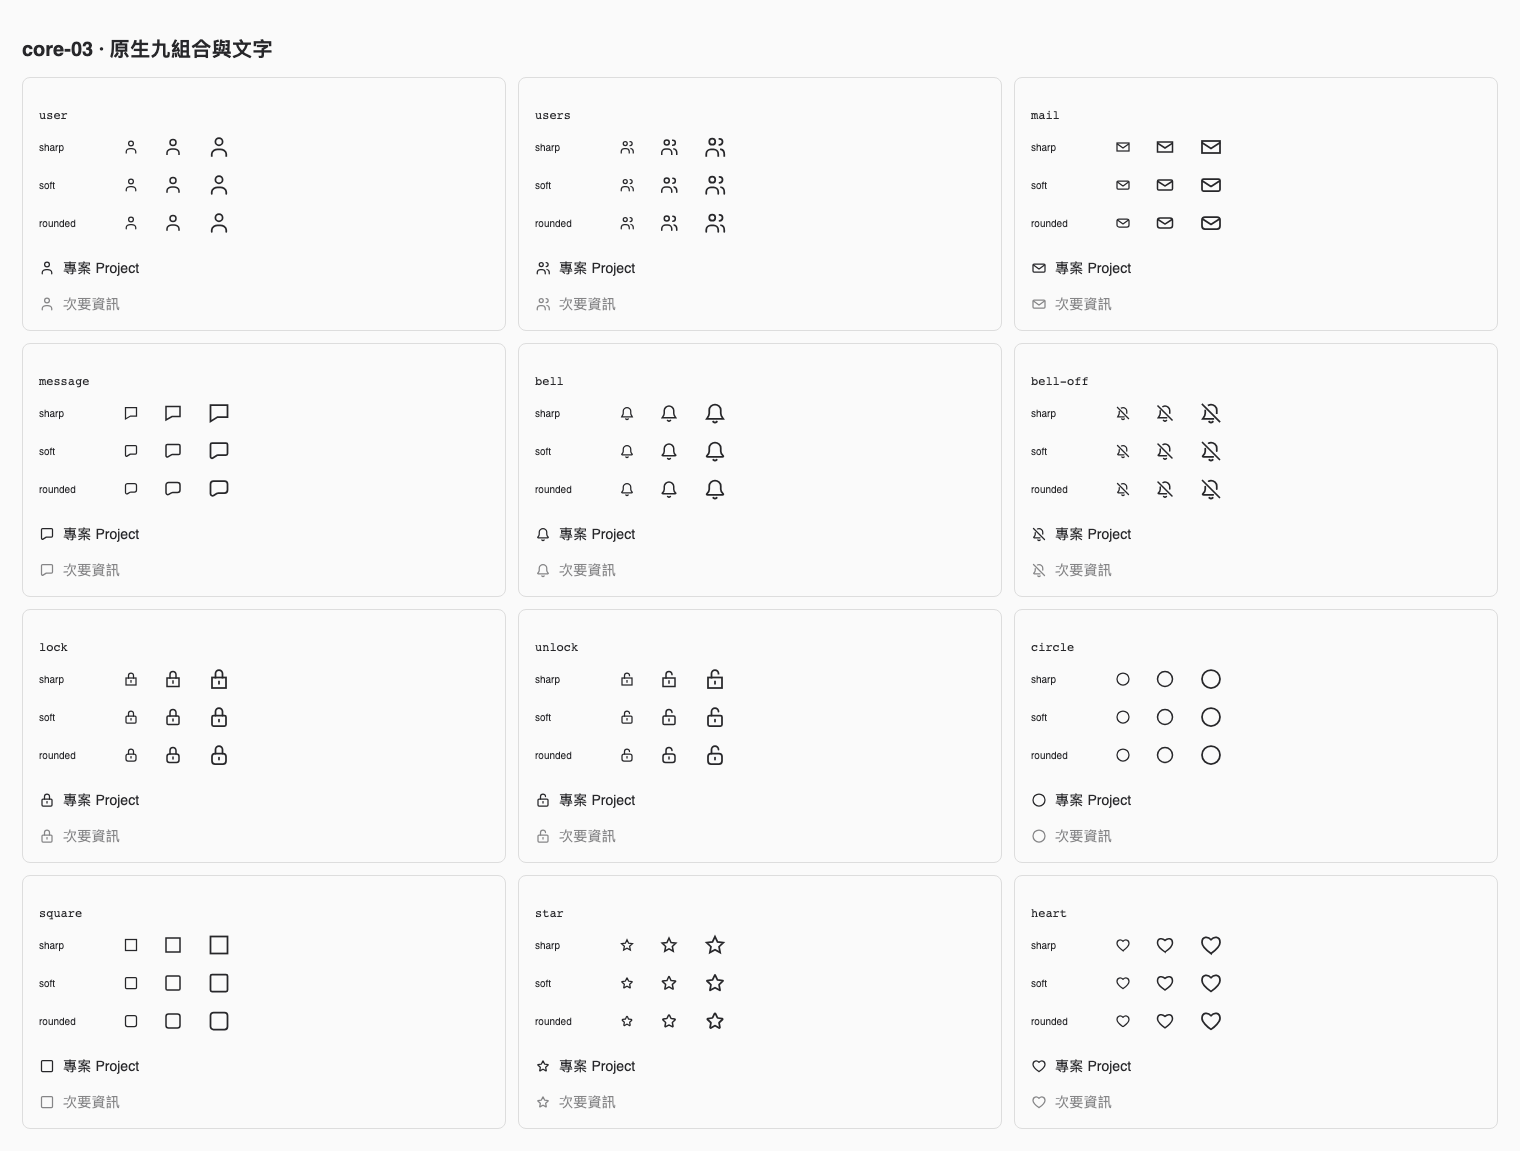 core-03 · 原生九組合與文字
user
sharp
soft
rounded
專案 Project
次要資訊
users
sharp
soft
rounded
專案 Project
次要資訊
mail
sharp
soft
rounded
專案 Project
次要資訊
message
sharp
soft
rounded
專案 Project
次要資訊
bell
sharp
soft
rounded
專案 Project
次要資訊
bell-off
sharp
soft
rounded
專案 Project
次要資訊
lock
sharp
soft
rounded
專案 Project
次要資訊
unlock
sharp
soft
rounded
專案 Project
次要資訊
circle
sharp
soft
rounded
專案 Project
次要資訊
square
sharp
soft
rounded
專案 Project
次要資訊
star
sharp
soft
rounded
專案 Project
次要資訊
heart
sharp
soft
rounded
專案 Project
次要資訊